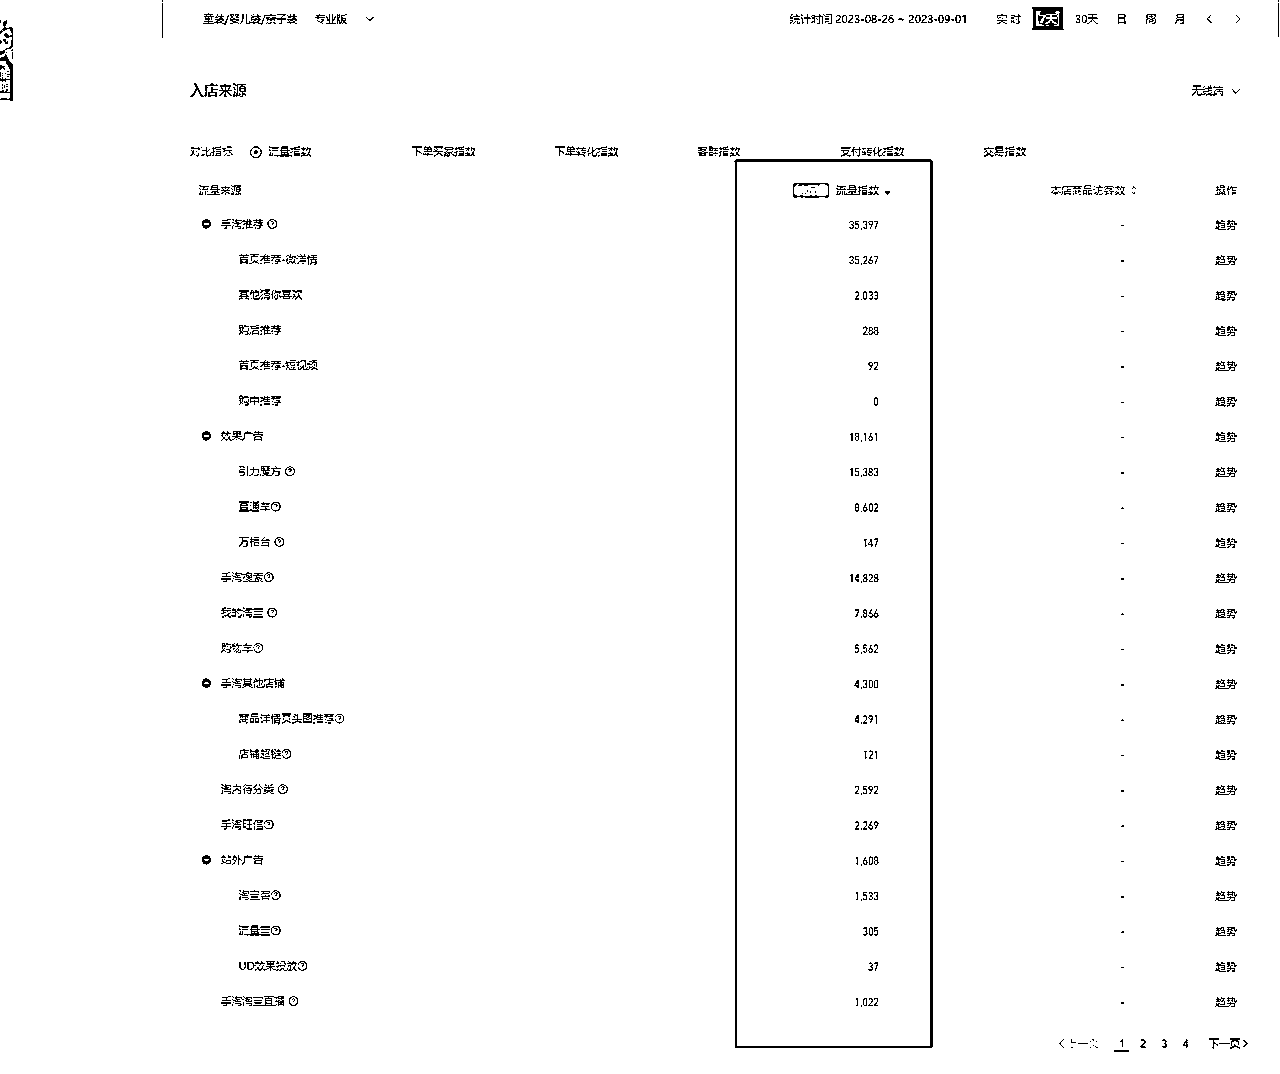 童装/婴儿装/亲子装 专业版
统计时间 2023-08-26 ~ 2023-09-01 实时 7天 30天 日 周 月 < >
入店来源 无线端
对比指标 流量指数 下单买家指数 下单转化指数 客群指数 支付转化指数 交易指数
流量来源 流量指数 本店商品访客数 操作
手淘推荐 35,397 - 趋势
首页推荐-微详情 35,267 - 趋势
其他猜你喜欢 2,033 - 趋势
购后推荐 288 - 趋势
首页推荐-短视频 92 - 趋势
购中推荐 0 - 趋势
效果广告 18,161 - 趋势
引力魔方 15,383 - 趋势
直通车 8,602 - 趋势
万相台 147 - 趋势
手淘搜索 14,828 - 趋势
我的淘宝 7,866 - 趋势
购物车 5,562 - 趋势
手淘其他店铺 4,300 - 趋势
商品详情页头图推荐 4,291 - 趋势
店铺超链 121 - 趋势
淘内待分类 2,592 - 趋势
手淘旺信 2,269 - 趋势
站外广告 1,608 - 趋势
淘宝客 1,533 - 趋势
流量宝 305 - 趋势
UD效果投放 37 - 趋势
手淘淘宝直播 1,022 - 趋势
<上一页 1 2 3 4 下一页>